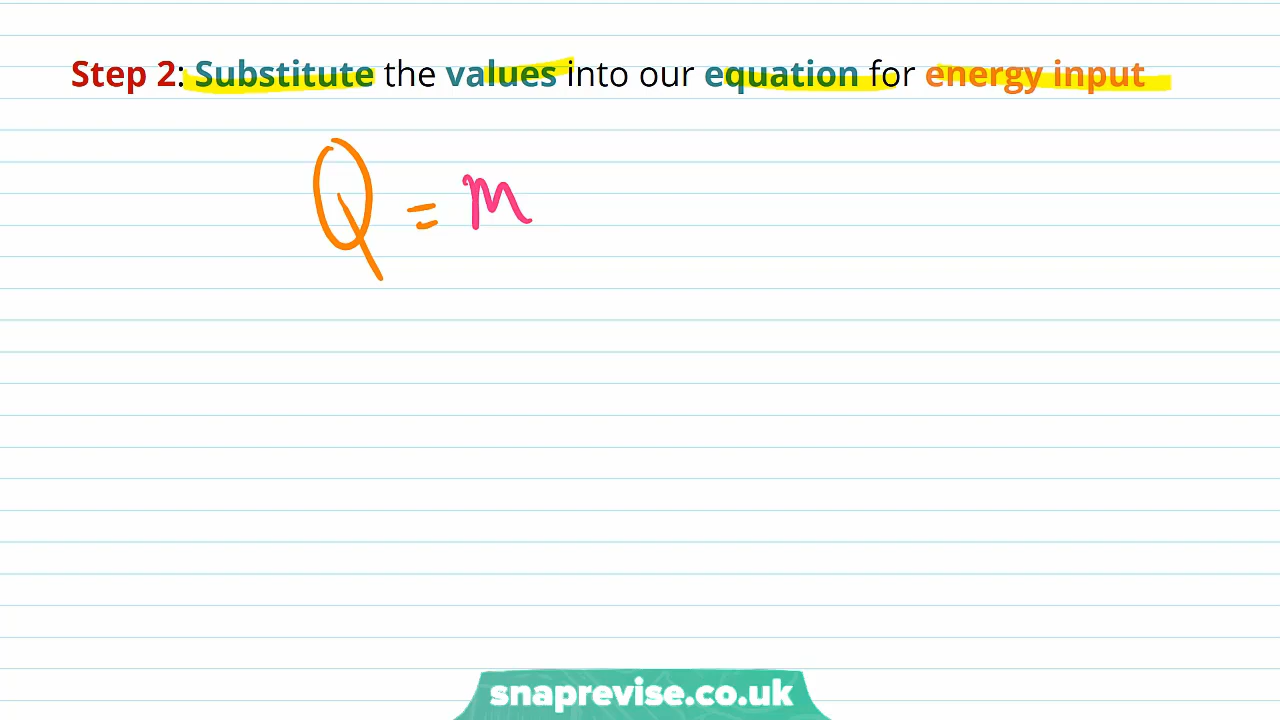 Step 2: Substitute the values into our equation for energy input
Q = m
snaprevise.co.uk